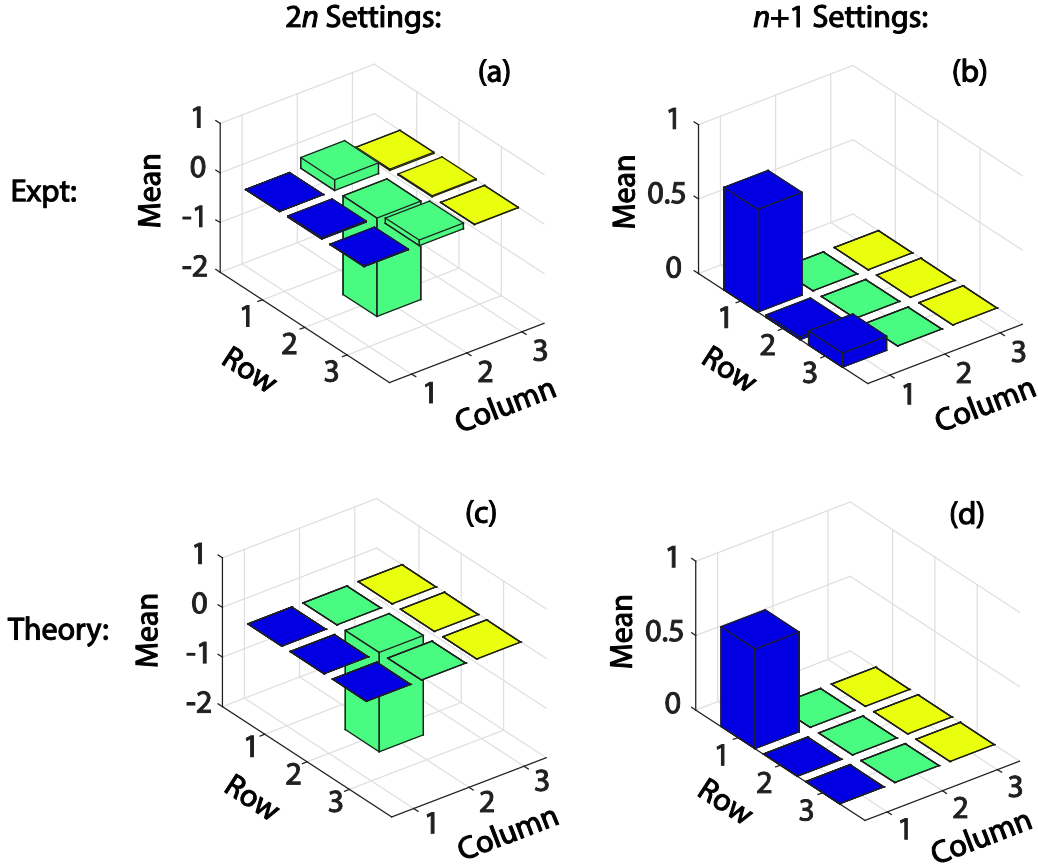 2n Settings:
n+1 Settings:
Expt:
(a)
1
0
-1
-2
Mean
1
2
3
Row
1
2
3
Column
(b)
1
0.5
0
Mean
1
2
3
Row
1
2
3
Column
Theory:
(c)
1
0
-1
-2
Mean
1
2
3
Row
1
2
3
Column
(d)
1
0.5
0
Mean
1
2
3
Row
1
2
3
Column